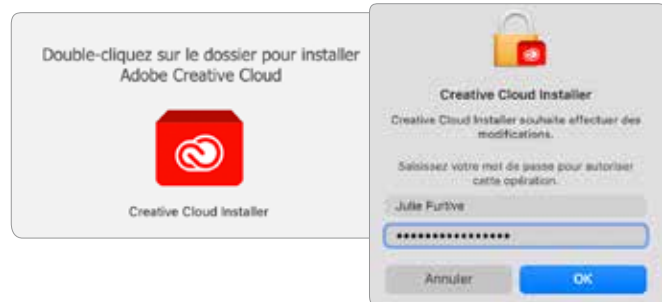 Double-cliquez sur le dossier pour installer
Adobe Creative Cloud
Creative Cloud Installer
Creative Cloud Installer
Creative Cloud Installer souhaite effectuer des
modifications.
Saisissez votre mot de passe pour autoriser
cette opération.
Julie Furtive
••••••••••••••••
Annuler
OK